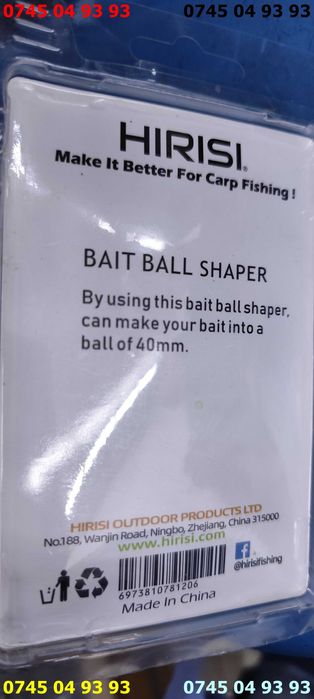 0745 04 93 93 0745 04 93 93
HIRISI®
Make It Better For Carp Fishing !
BAIT BALL SHAPER
By using this bait ball shaper,
can make your bait into a
ball of 40mm.
HIRISI OUTDOOR PRODUCTS LTD
No.188, Wanjin Road, Ningbo, Zhejiang, China 315000
www.hirisi.com
@hirisifishing
6973810781206
Made In China
0745 04 93 93 0745 04 93 93